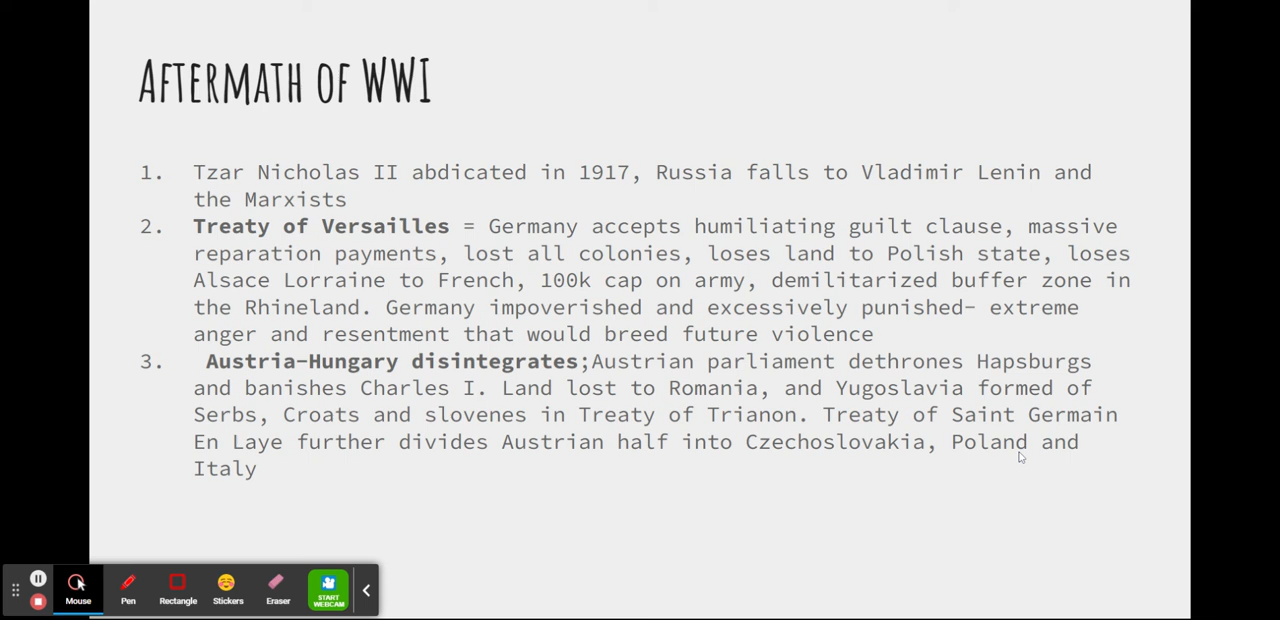 Aftermath of WWI
1. Tzar Nicholas II abdicated in 1917, Russia falls to Vladimir Lenin and
the Marxists
2. Treaty of Versailles = Germany accepts humiliating guilt clause, massive
reparation payments, lost all colonies, loses land to Polish state, loses
Alsace Lorraine to French, 100k cap on army, demilitarized buffer zone in
the Rhineland. Germany impoverished and excessively punished- extreme
anger and resentment that would breed future violence
3. Austria-Hungary disintegrates;Austrian parliament dethrones Hapsburgs
and banishes Charles I. Land lost to Romania, and Yugoslavia formed of
Serbs, Croats and slovenes in Treaty of Trianon. Treaty of Saint Germain
En Laye further divides Austrian half into Czechoslovakia, Poland and
Italy
Mouse Pen Rectangle Stickers Eraser START WEBCAM